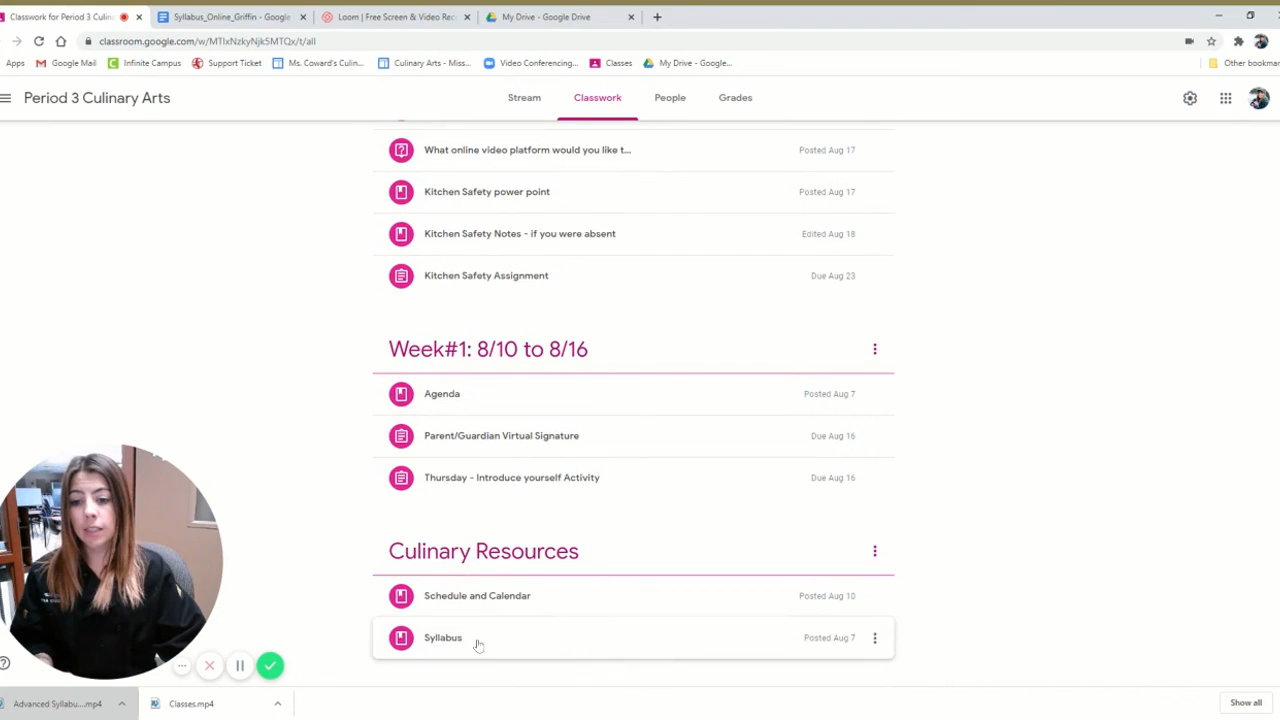 Classwork for Period 3 Culinary
Syllabus_Online_Griffin - Google
Loom | Free Screen & Video Rec
My Drive - Google Drive
classroom.google.com/w/MTIxNzkyNjk5MTQx/t/all
Apps
Google Mail
Infinite Campus
Support Ticket
Ms. Coward's Culin...
Culinary Arts - Miss...
Video Conferencing...
Classes
My Drive - Google...
Other bookmar
Period 3 Culinary Arts
Stream
Classwork
People
Grades
What online video platform would you like t...
Posted Aug 17
Kitchen Safety power point
Posted Aug 17
Kitchen Safety Notes - if you were absent
Edited Aug 18
Kitchen Safety Assignment
Due Aug 23
Week#1: 8/10 to 8/16
Agenda
Posted Aug 7
Parent/Guardian Virtual Signature
Due Aug 16
Thursday - Introduce yourself Activity
Due Aug 16
Culinary Resources
Schedule and Calendar
Posted Aug 10
Syllabus
Posted Aug 7
Advanced Syllabu....mp4
Classes.mp4
Show all